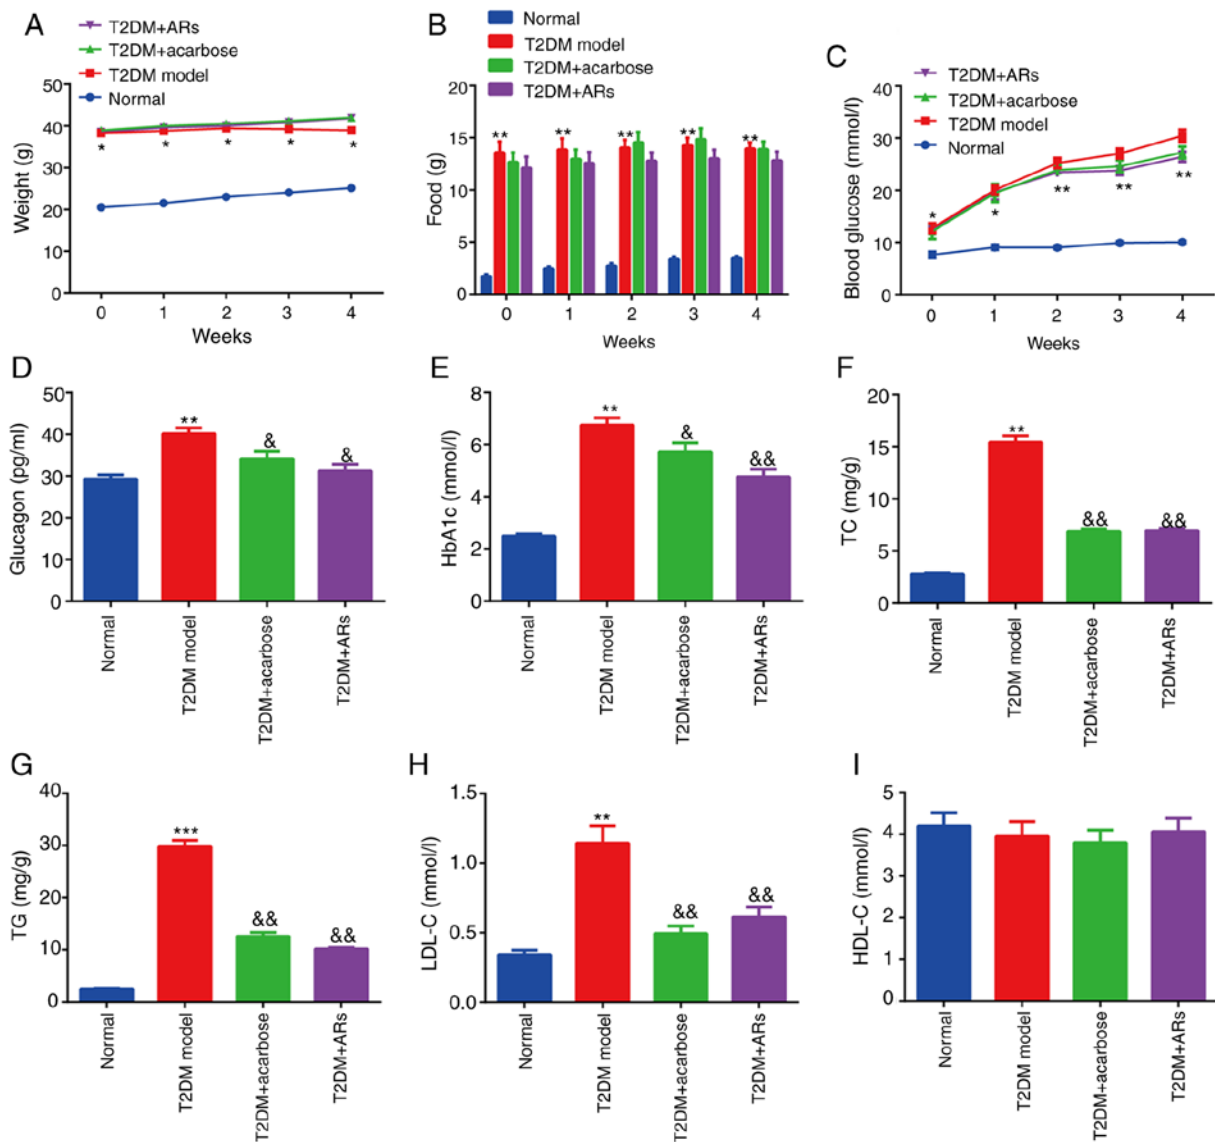 A
T2DM+ARs
T2DM+acarbose
T2DM model
Normal
Weight (g)
50
40
30
20
10
0
* * * * *
0 1 2 3 4
Weeks
B
Normal
T2DM model
T2DM+acarbose
T2DM+ARs
Food (g)
20
15
10
5
0
** ** ** ** **
0 1 2 3 4
Weeks
C
T2DM+ARs
T2DM+acarbose
T2DM model
Normal
Blood glucose (mmol/l)
40
30
20
10
0
* * ** ** **
0 1 2 3 4
Weeks
D
Glucagon (pg/ml)
50
40
30
30
10
0
** & &
Normal
T2DM model
T2DM+acarbose
T2DM+ARs
E
HbA1c (mmol/l)
8
6
4
2
0
** & &&
Normal
T2DM model
T2DM+acarbose
T2DM+ARs
F
TC (mg/g)
20
15
10
5
0
** && &&
Normal
T2DM model
T2DM+acarbose
T2DM+ARs
G
TG (mg/g)
40
30
20
10
0
*** && &&
Normal
T2DM model
T2DM+acarbose
T2DM+ARs
H
LDL-C (mmol/l)
1.5
1.0
0.5
0.0
** && &&
Normal
T2DM model
T2DM+acarbose
T2DM+ARs
I
HDL-C (mmol/l)
5
4
3
2
1
0
Normal
T2DM model
T2DM+acarbose
T2DM+ARs